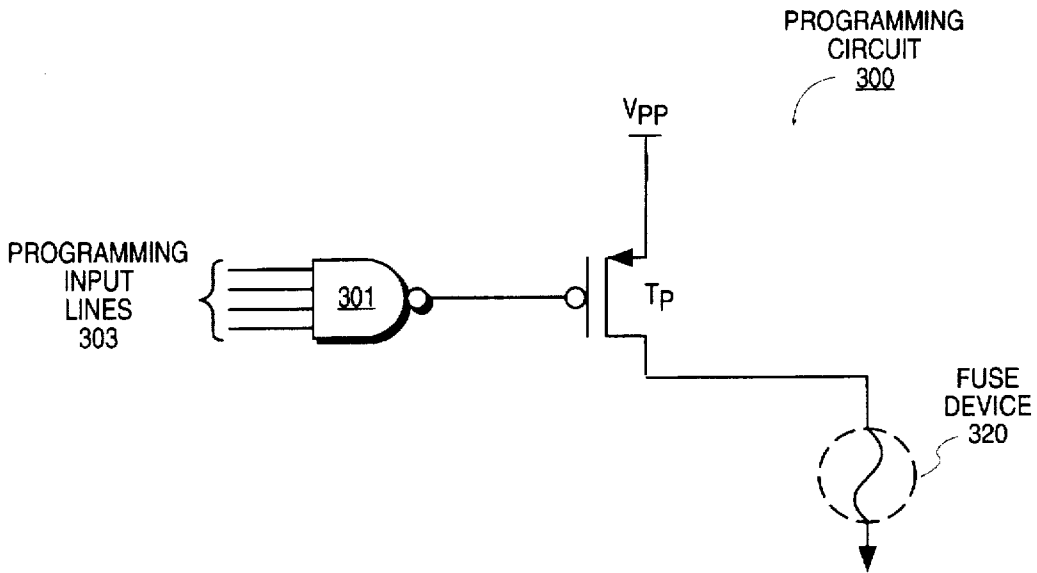 PROGRAMMING
CIRCUIT
300
VPP
PROGRAMMING
INPUT
LINES
303
301
TP
FUSE
DEVICE
320